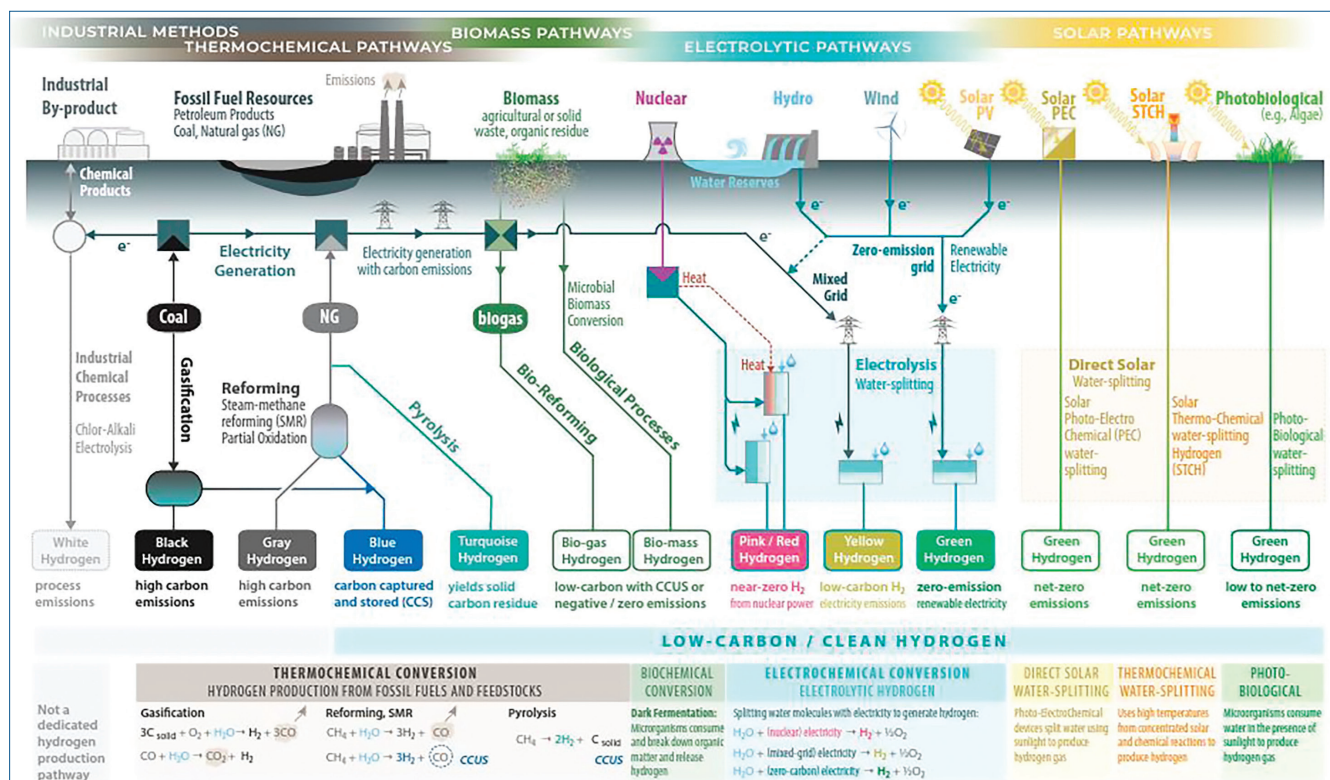 INDUSTRIAL METHODS
THERMOCHEMICAL PATHWAYS
BIOMASS PATHWAYS
ELECTROLYTIC PATHWAYS
SOLAR PATHWAYS
Industrial
By-product
Fossil Fuel Resources
Petroleum Products
Coal, Natural gas (NG)
Emissions
Biomass
agricultural or solid
waste, organic residue
Nuclear
Hydro
Wind
Solar
PV
Solar
PEC
Solar
STCH
Photobiological
(e.g., Algae)
Chemical
Products
Water Reserves
e⁻
e⁻
e⁻
e⁻
Electricity
Generation
Electricity generation
with carbon emissions
e⁻
Zero-emission
grid
Renewable
Electricity
Mixed
Grid
e⁻
Heat
Coal
NG
biogas
Microbial
Biomass
Conversion
Industrial
Chemical
Processes
Chlor-Alkali
Electrolysis
Gasification
Reforming
Steam-methane
reforming (SMR)
Partial Oxidation
Pyrolysis
Bio-Reforming
Biological Processes
Heat
Electrolysis
Water-splitting
Direct Solar
Water-splitting
Solar
Photo-Electro
Chemical (PEC)
water-
splitting
Solar
Thermo-Chemical
water-splitting
Hydrogen
(STCH)
Photo-
Biological
water-
splitting
White
Hydrogen
Black
Hydrogen
Gray
Hydrogen
Blue
Hydrogen
Turquoise
Hydrogen
Bio-gas
Hydrogen
Bio-mass
Hydrogen
Pink / Red
Hydrogen
Yellow
Hydrogen
Green
Hydrogen
Green
Hydrogen
Green
Hydrogen
Green
Hydrogen
process
emissions
high carbon
emissions
high carbon
emissions
carbon captured
and stored (CCS)
yields solid
carbon residue
low-carbon with CCUS or
negative / zero emissions
near-zero H₂
from nuclear power
low-carbon H₂
electricity emissions
zero-emission
renewable electricity
net-zero
emissions
net-zero
emissions
low to net-zero
emissions
LOW-CARBON / CLEAN HYDROGEN
Not a
dedicated
hydrogen
production
pathway
THERMOCHEMICAL CONVERSION
HYDROGEN PRODUCTION FROM FOSSIL FUELS AND FEEDSTOCKS
Gasification
3C solid + O₂ + H₂O → H₂ + 3CO
CO + H₂O → CO₂ + H₂
Reforming, SMR
CH₄ + H₂O → 3H₂ + CO
CH₄ + H₂O → 3H₂ + CO CCUS
Pyrolysis
CH₄ → 2H₂ + C solid
CCUS
BIOCHEMICAL
CONVERSION
Dark Fermentation:
Microorganisms consume
and break down organic
matter and release
hydrogen
ELECTROCHEMICAL CONVERSION
ELECTROLYTIC HYDROGEN
Splitting water molecules with electricity to generate hydrogen:
H₂O + (nuclear) electricity → H₂ + ½O₂
H₂O + (mixed-grid) electricity → H₂ + ½O₂
H₂O + (zero-carbon) electricity → H₂ + ½O₂
DIRECT SOLAR
WATER-SPLITTING
Photo-ElectroChemical
devices split water using
sunlight to produce
hydrogen gas
THERMOCHEMICAL
WATER-SPLITTING
Uses high temperatures
from concentrated solar
and chemical reactions to
produce hydrogen
PHOTO-
BIOLOGICAL
Microorganisms consume
water in the presence of
sunlight to produce
hydrogen gas